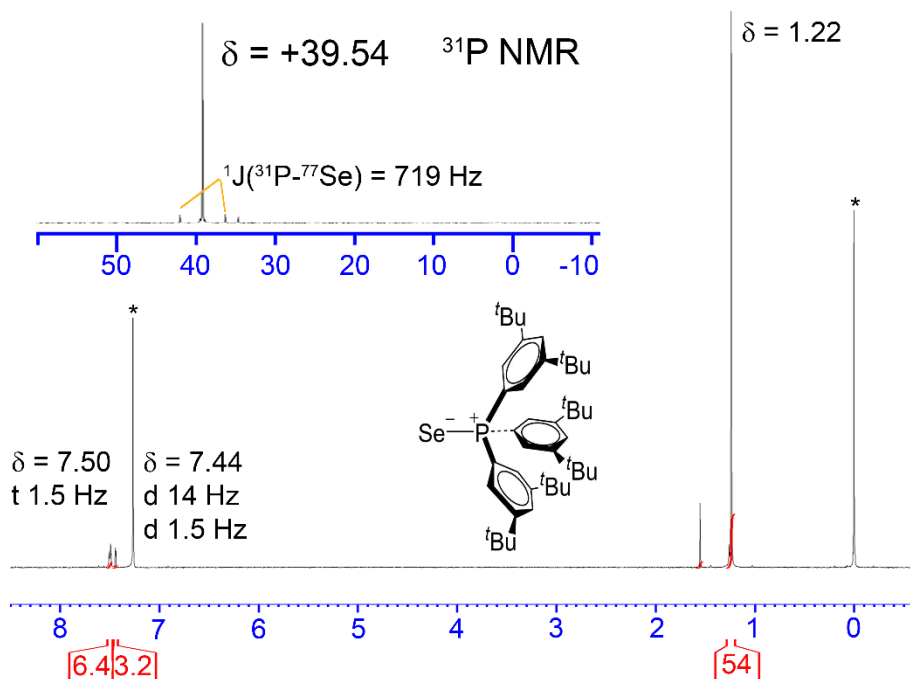 δ = +39.54 ³¹P NMR
δ = 1.22
¹J(³¹P-⁷⁷Se) = 719 Hz
*
50 40 30 20 10 0 -10
*
ᵗBu
ᵗBu
ᵗBu
Se − P +
ᵗBu
ᵗBu
ᵗBu
δ = 7.50
t 1.5 Hz
δ = 7.44
d 14 Hz
d 1.5 Hz
8 7 6 5 4 3 2 1 0
6.4 3.2 54